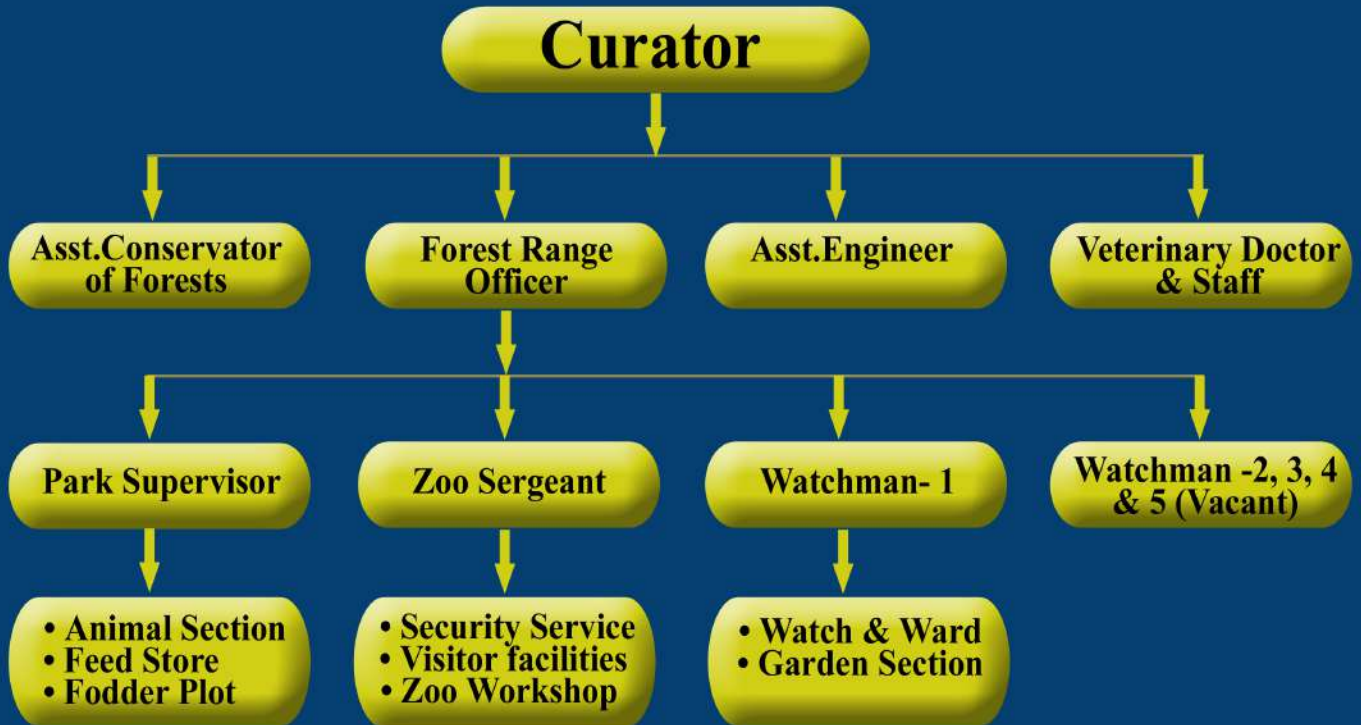 Curator
Asst.Conservator
of Forests
Forest Range
Officer
Asst.Engineer
Veterinary Doctor
& Staff
Park Supervisor
Zoo Sergeant
Watchman- 1
Watchman -2, 3, 4
& 5 (Vacant)
• Animal Section
• Feed Store
• Fodder Plot
• Security Service
• Visitor facilities
• Zoo Workshop
• Watch & Ward
• Garden Section